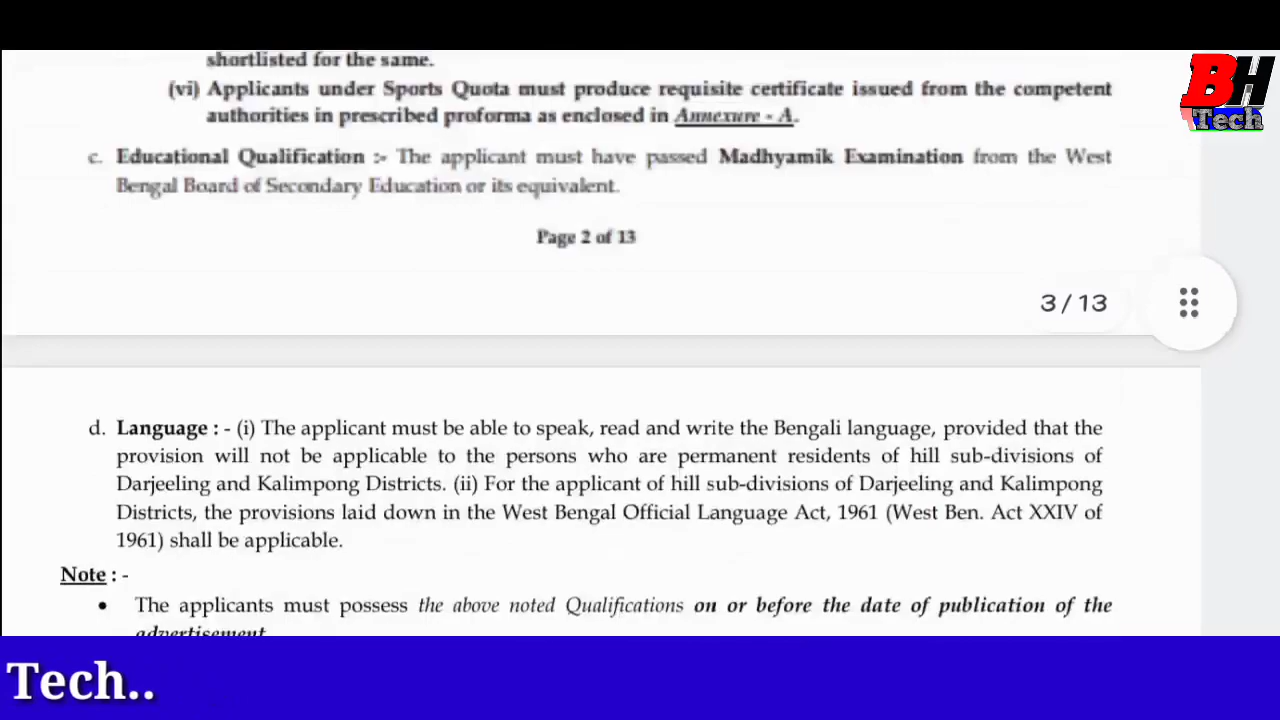 shortlisted for the same.
BH
Tech
(vi) Applicants under Sports Quota must produce requisite certificate issued from the competent
authorities in prescribed proforma as enclosed in Annexure - A.
c. Educational Qualification :- The applicant must have passed Madhyamik Examination from the West
Bengal Board of Secondary Education or its equivalent.
Page 2 of 13
3 / 13
d. Language : - (i) The applicant must be able to speak, read and write the Bengali language, provided that the
provision will not be applicable to the persons who are permanent residents of hill sub-divisions of
Darjeeling and Kalimpong Districts. (ii) For the applicant of hill sub-divisions of Darjeeling and Kalimpong
Districts, the provisions laid down in the West Bengal Official Language Act, 1961 (West Ben. Act XXIV of
1961) shall be applicable.
Note : -
• The applicants must possess the above noted Qualifications on or before the date of publication of the
advertisement
Tech..